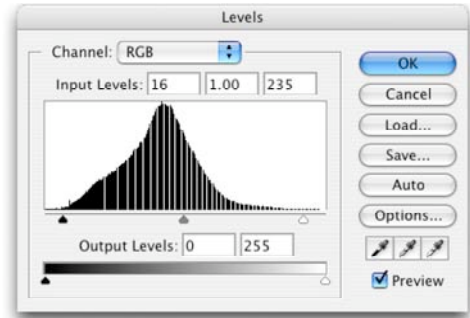 Levels
Channel: RGB
OK
Input Levels: 16 1.00 235
Cancel
Load...
Save...
Auto
Options...
Output Levels: 0 255
Preview